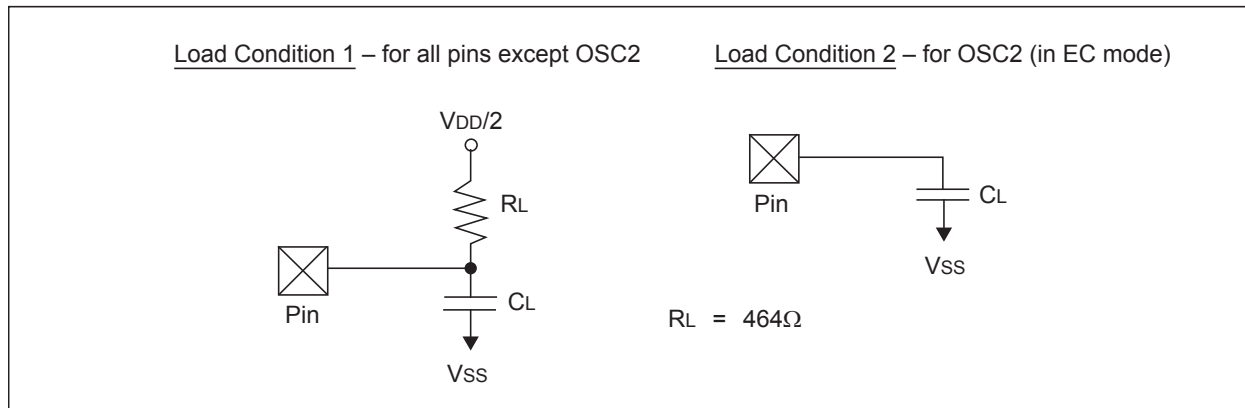 Load Condition 1 – for all pins except OSC2
VDD/2
RL
Pin
CL
VSS
Load Condition 2 – for OSC2 (in EC mode)
Pin
CL
VSS
RL = 464Ω